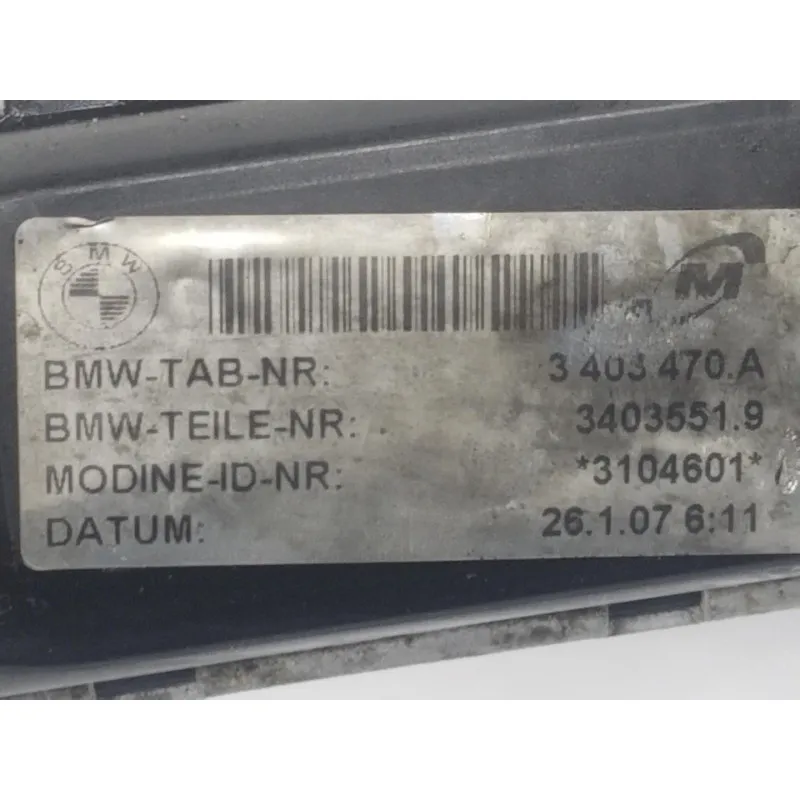 BMW
M
BMW-TAB-NR: 3 403 470.A
BMW-TEILE-NR: 3403551.9
MODINE-ID-NR: *3104601* /
DATUM: 26.1.07 6:11